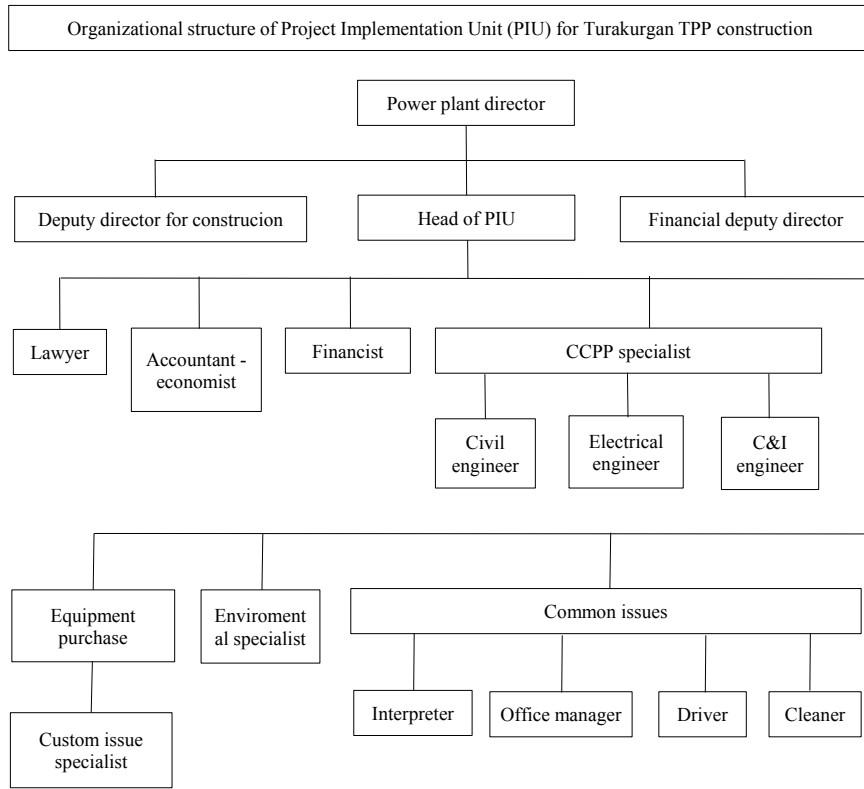 Organizational structure of Project Implementation Unit (PIU) for Turakurgan TPP construction
Power plant director
Deputy director for construcion
Head of PIU
Financial deputy director
Lawyer
Accountant -
economist
Financist
CCPP specialist
Civil
engineer
Electrical
engineer
C&I
engineer
Equipment
purchase
Enviroment
al specialist
Common issues
Interpreter
Office manager
Driver
Cleaner
Custom issue
specialist